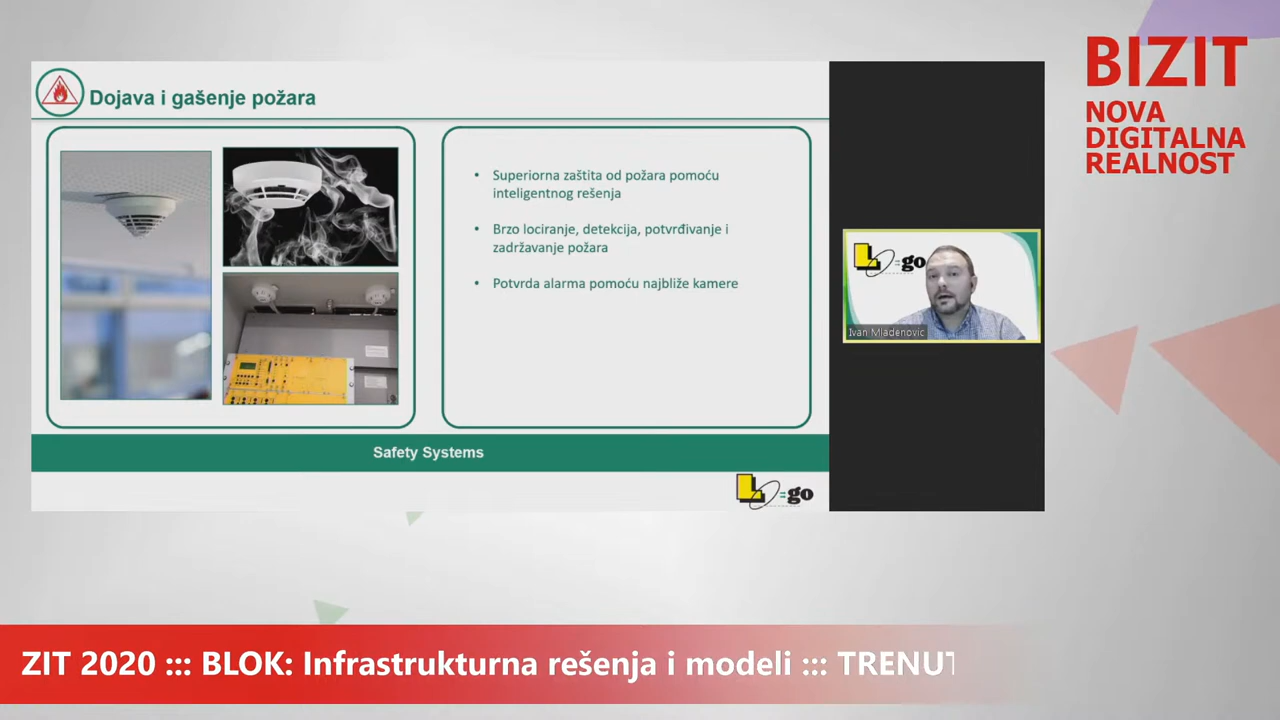 BIZIT
NOVA
DIGITALNA
REALNOST
Dojava i gašenje požara
• Superiorna zaštita od požara pomoću
inteligentnog rešenja
• Brzo lociranje, detekcija, potvrđivanje i
zadržavanje požara
• Potvrda alarma pomoću najbliže kamere
Safety Systems
L=go
L=go
Ivan Mladenovic
ZIT 2020 ::: BLOK: Infrastrukturna rešenja i modeli ::: TRENUT